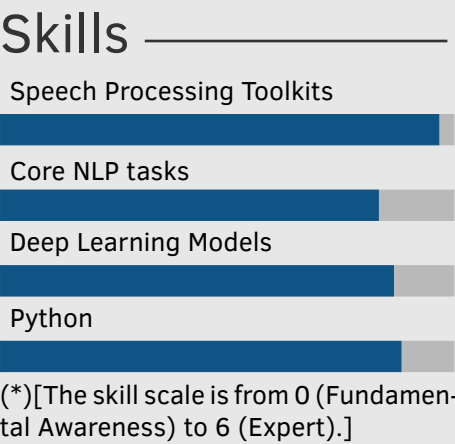 Skills
Speech Processing Toolkits
Core NLP tasks
Deep Learning Models
Python
(*)[The skill scale is from 0 (Fundamen-
tal Awareness) to 6 (Expert).]